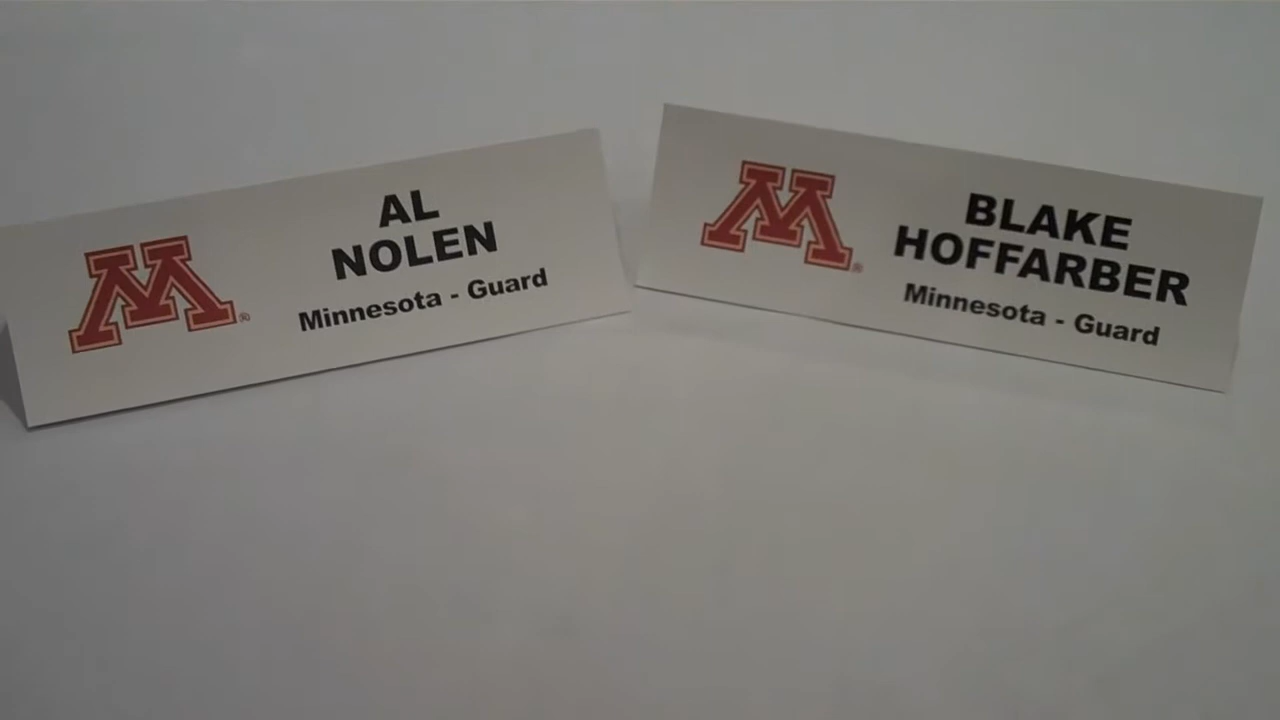 M®
AL
NOLEN
Minnesota - Guard
M®
BLAKE
HOFFARBER
Minnesota - Guard